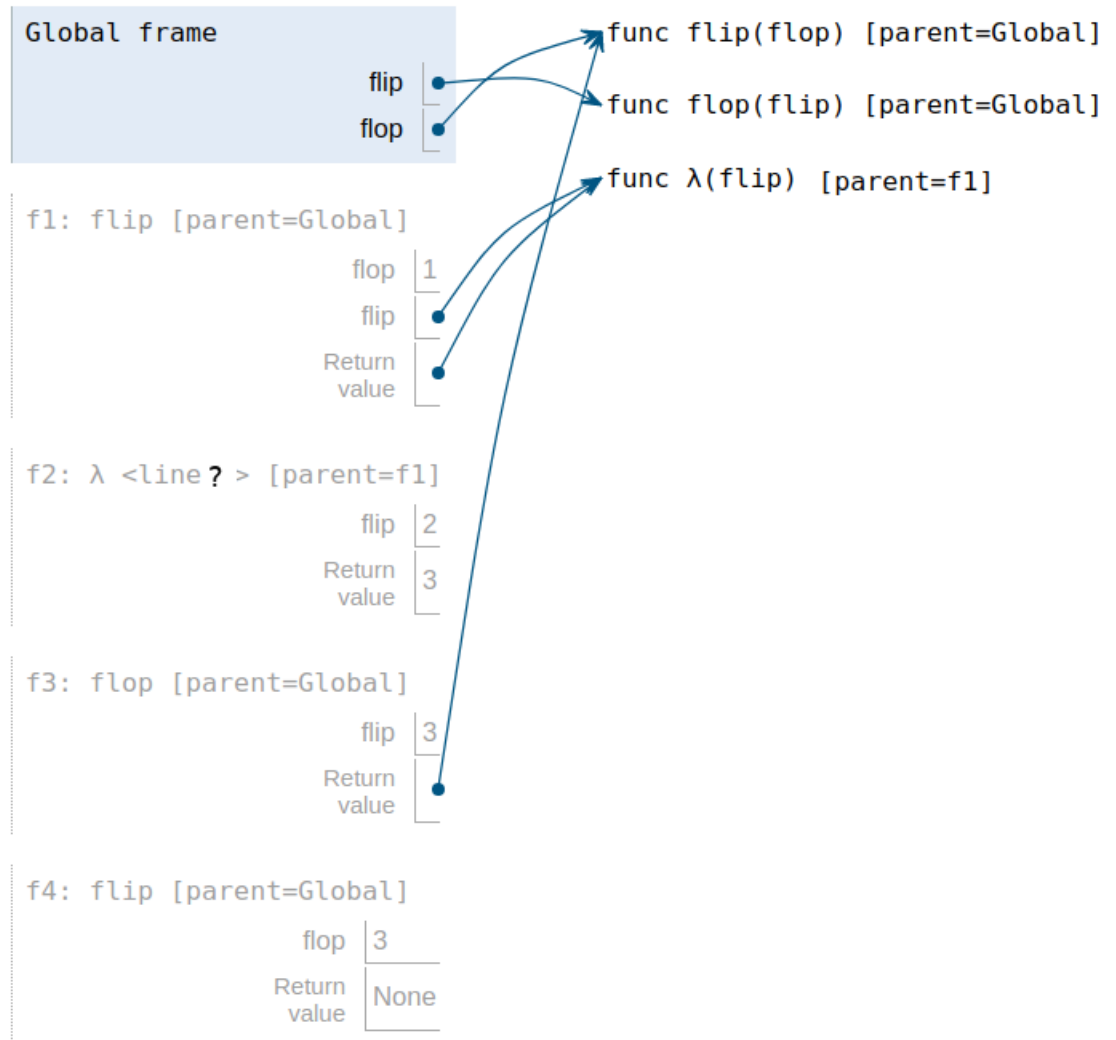 Global frame
flip
flop
func flip(flop) [parent=Global]
func flop(flip) [parent=Global]
func λ(flip) [parent=f1]
f1: flip [parent=Global]
flop 1
flip
Return
value
f2: λ <line ? > [parent=f1]
flip 2
Return
value 3
f3: flop [parent=Global]
flip 3
Return
value
f4: flip [parent=Global]
flop 3
Return
value None